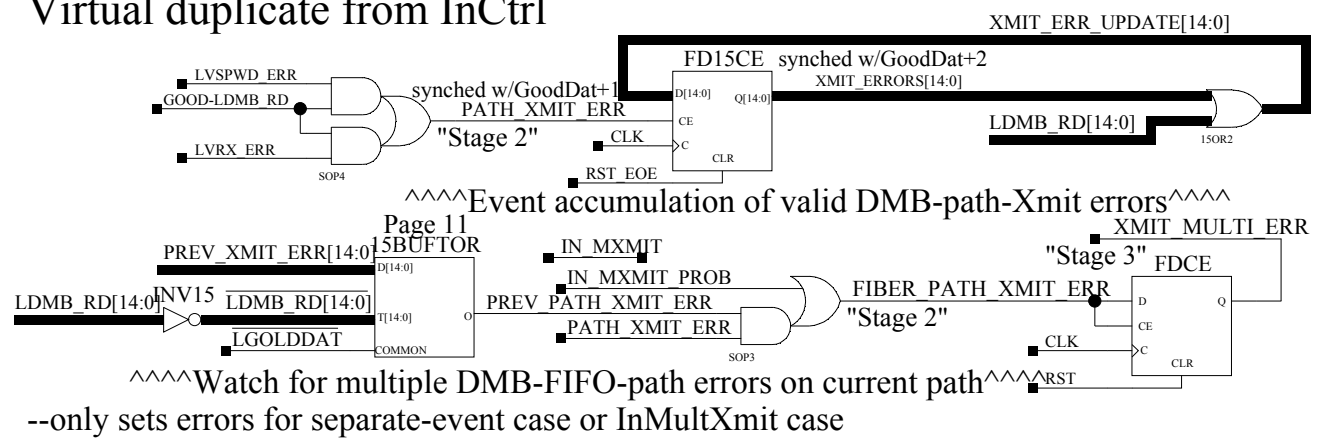 Virtual duplicate from InCtrl
XMIT_ERR_UPDATE[14:0]
FD15CE synched w/GoodDat+2
LVSPWD_ERR
synched w/GoodDat+1
XMIT_ERRORS[14:0]
D[14:0] Q[14:0]
GOOD-LDMB_RD
PATH_XMIT_ERR
CE
LDMB_RD[14:0]
"Stage 2"
CLK
C
15OR2
LVRX_ERR
CLR
SOP4
RST_EOE
^^^^Event accumulation of valid DMB-path-Xmit errors^^^^
Page 11
XMIT_MULTI_ERR
PREV_XMIT_ERR[14:0]
15BUFTOR
IN_MXMIT
"Stage 3"
FDCE
D[14:0]
IN_MXMIT_PROB
LDMB_RD[14:0]
INV15
LDMB_RD[14:0]
PREV_PATH_XMIT_ERR
FIBER_PATH_XMIT_ERR
D Q
T[14:0] O
"Stage 2"
CE
LGOLDDAT
PATH_XMIT_ERR
COMMON
SOP3
CLK
C
CLR
^^^^Watch for multiple DMB-FIFO-path errors on current path^^^^
RST
--only sets errors for separate-event case or InMultXmit case